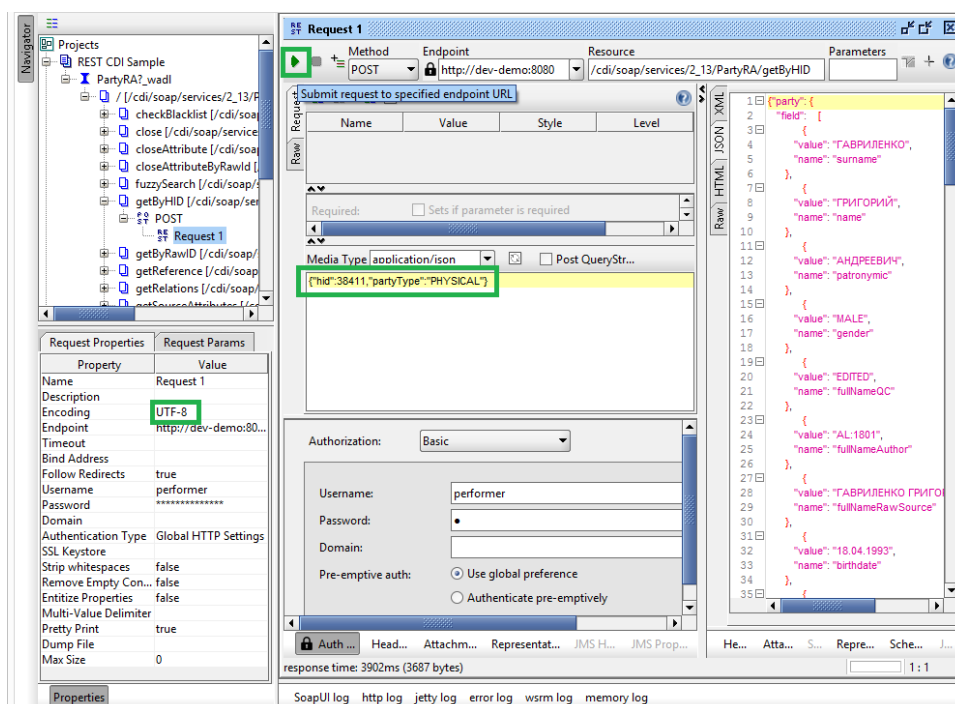 Navigator
Projects
REST CDI Sample
PartyRA?_wadl
/ [/cdi/soap/services/2_13/P
checkBlacklist [/cdi/soa
close [/cdi/soap/service
closeAttribute [/cdi/soa
closeAttributeByRawId [
fuzzySearch [/cdi/soap/s
getByHID [/cdi/soap/ser
POST
Request 1
getByRawID [/cdi/soap/
getReference [/cdi/soap
getRelations [/cdi/soap/
getSourceAttributes [/cd
Request Properties Request Params
Property Value
Name Request 1
Description
Encoding UTF-8
Endpoint http://dev-demo:80...
Timeout
Bind Address
Follow Redirects true
Username performer
Password **************
Domain
Authentication Type Global HTTP Settings
SSL Keystore
Strip whitespaces false
Remove Empty Con... false
Entitize Properties false
Multi-Value Delimiter
Pretty Print true
Dump File
Max Size 0
Properties
REST Request 1
Method Endpoint Resource Parameters
POST http://dev-demo:8080 /cdi/soap/services/2_13/PartyRA/getByHID
Submit request to specified endpoint URL
Request
Raw
Name Value Style Level
Required: Sets if parameter is required
Media Type application/json Post QueryStr...
{"hid":38411,"partyType":"PHYSICAL"}
Authorization: Basic
Username: performer
Password: •
Domain:
Pre-emptive auth: Use global preference
Authenticate pre-emptively
Auth ... Head... Attachm... Representat... JMS H... JMS Prop...
response time: 3902ms (3687 bytes)
XML
JSON
HTML
Raw
1 {"party": {
2 "field": [
3 {
4 "value": "ГАВРИЛЕНКО",
5 "name": "surname"
6 },
7 {
8 "value": "ГРИГОРИЙ",
9 "name": "name"
10 },
11 {
12 "value": "АНДРЕЕВИЧ",
13 "name": "patronymic"
14 },
15 {
16 "value": "MALE",
17 "name": "gender"
18 },
19 {
20 "value": "EDITED",
21 "name": "fullNameQC"
22 },
23 {
24 "value": "AL:1801",
25 "name": "fullNameAuthor"
26 },
27 {
28 "value": "ГАВРИЛЕНКО ГРИГО
29 "name": "fullNameRawSource"
30 },
31 {
32 "value": "18.04.1993",
33 "name": "birthdate"
34 },
35 {
He... Atta... S... Repre... Sche... J...
1 : 1
SoapUI log http log jetty log error log wsrm log memory log